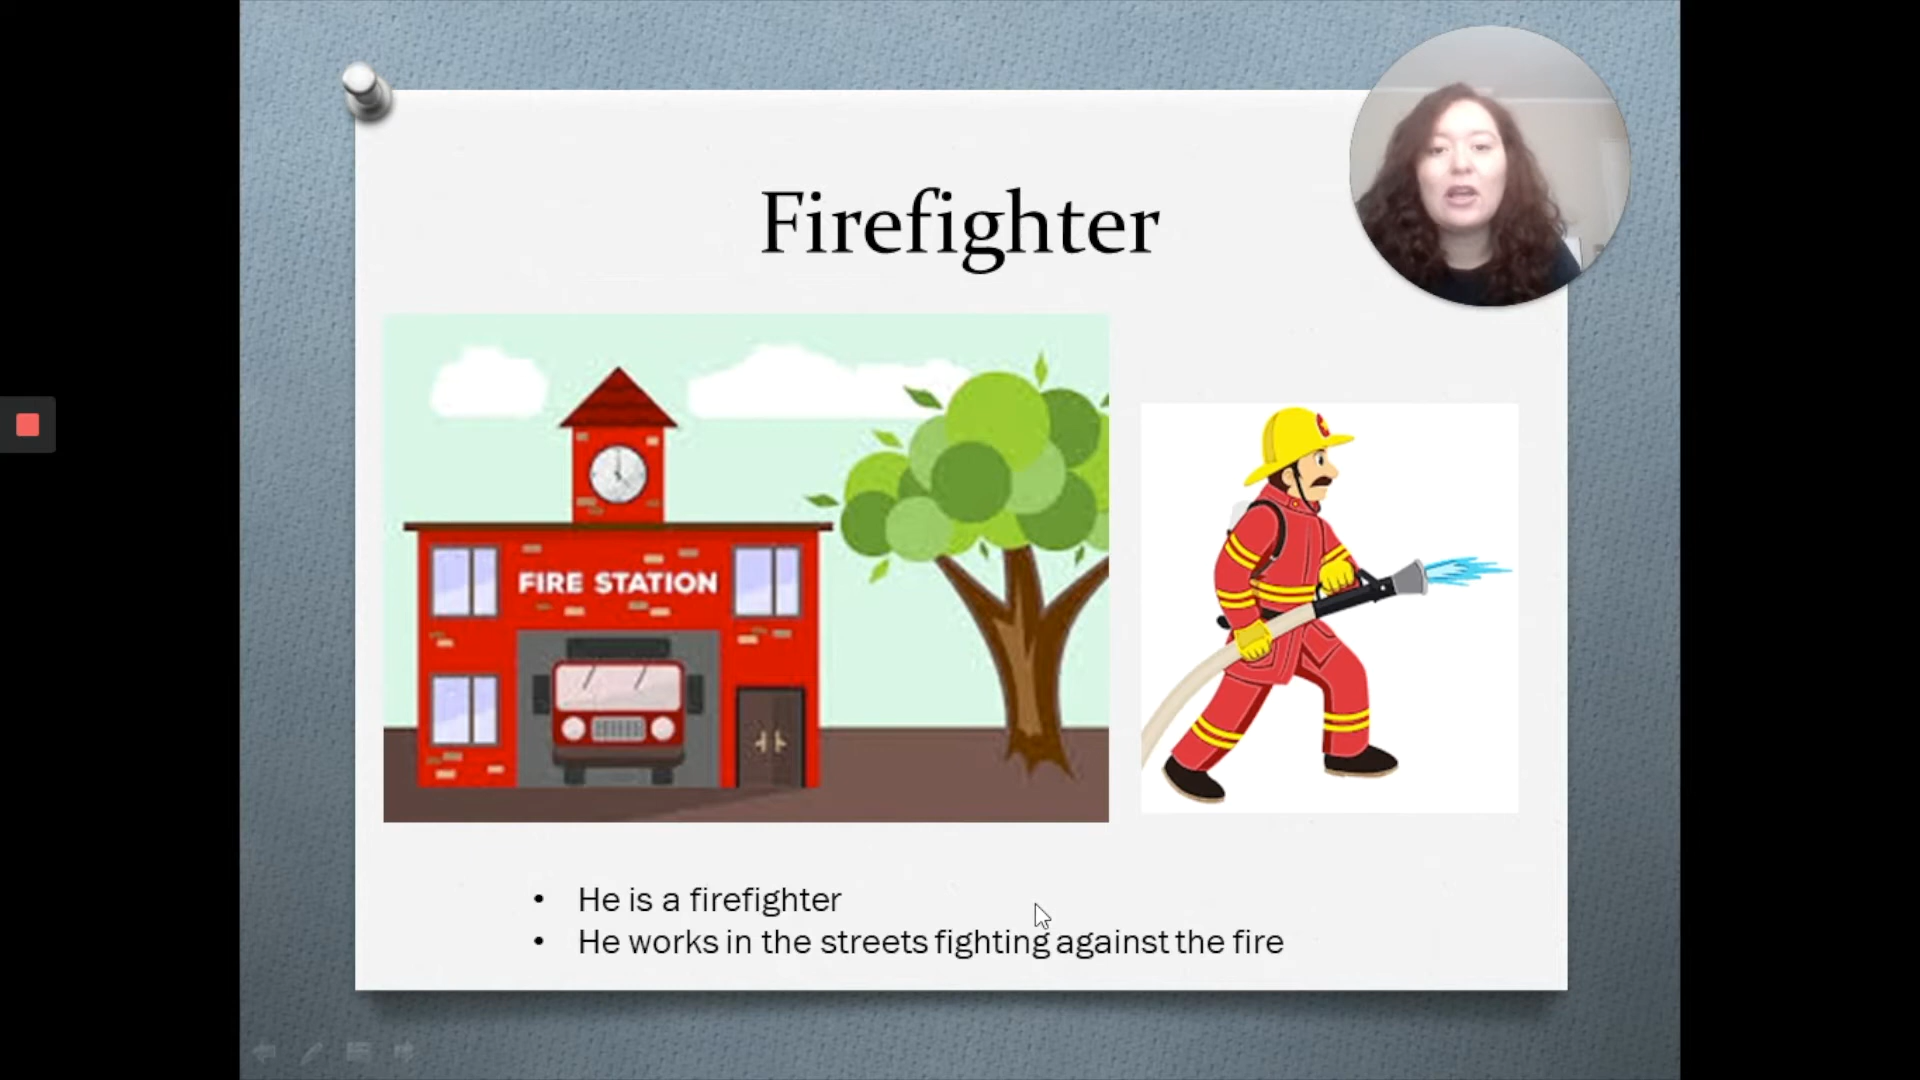 Firefighter
FIRE STATION
• He is a firefighter
• He works in the streets fighting against the fire